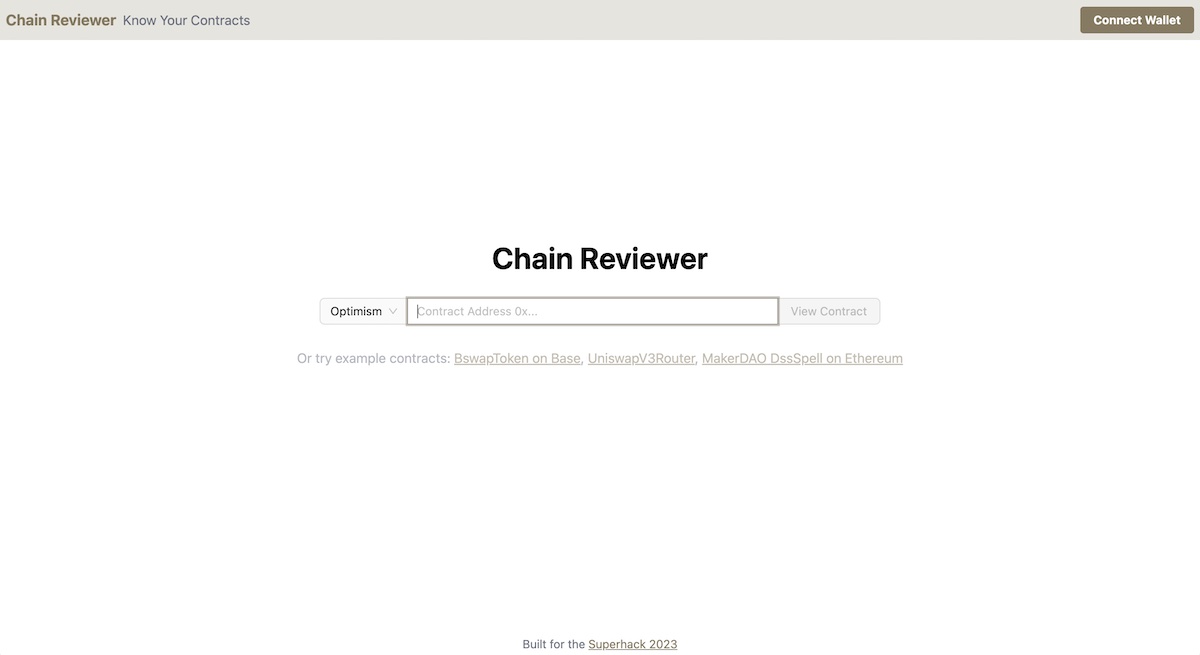 Chain Reviewer Know Your Contracts Connect Wallet
Chain Reviewer
Optimism Contract Address 0x... View Contract
Or try example contracts: BswapToken on Base, UniswapV3Router, MakerDAO DssSpell on Ethereum
Built for the Superhack 2023